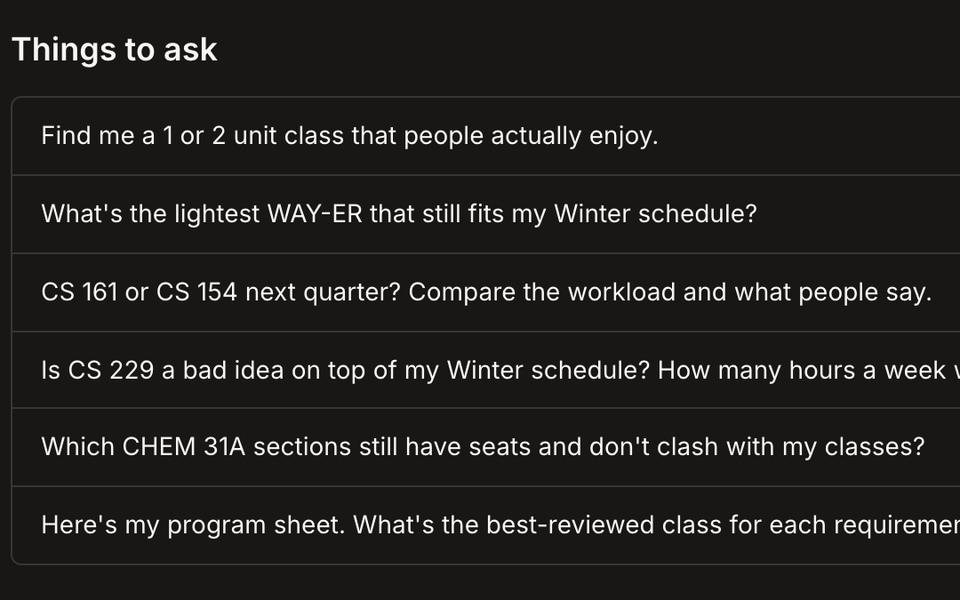 Things to ask
Find me a 1 or 2 unit class that people actually enjoy.
What's the lightest WAY-ER that still fits my Winter schedule?
CS 161 or CS 154 next quarter? Compare the workload and what people say.
Is CS 229 a bad idea on top of my Winter schedule? How many hours a week
Which CHEM 31A sections still have seats and don't clash with my classes?
Here's my program sheet. What's the best-reviewed class for each